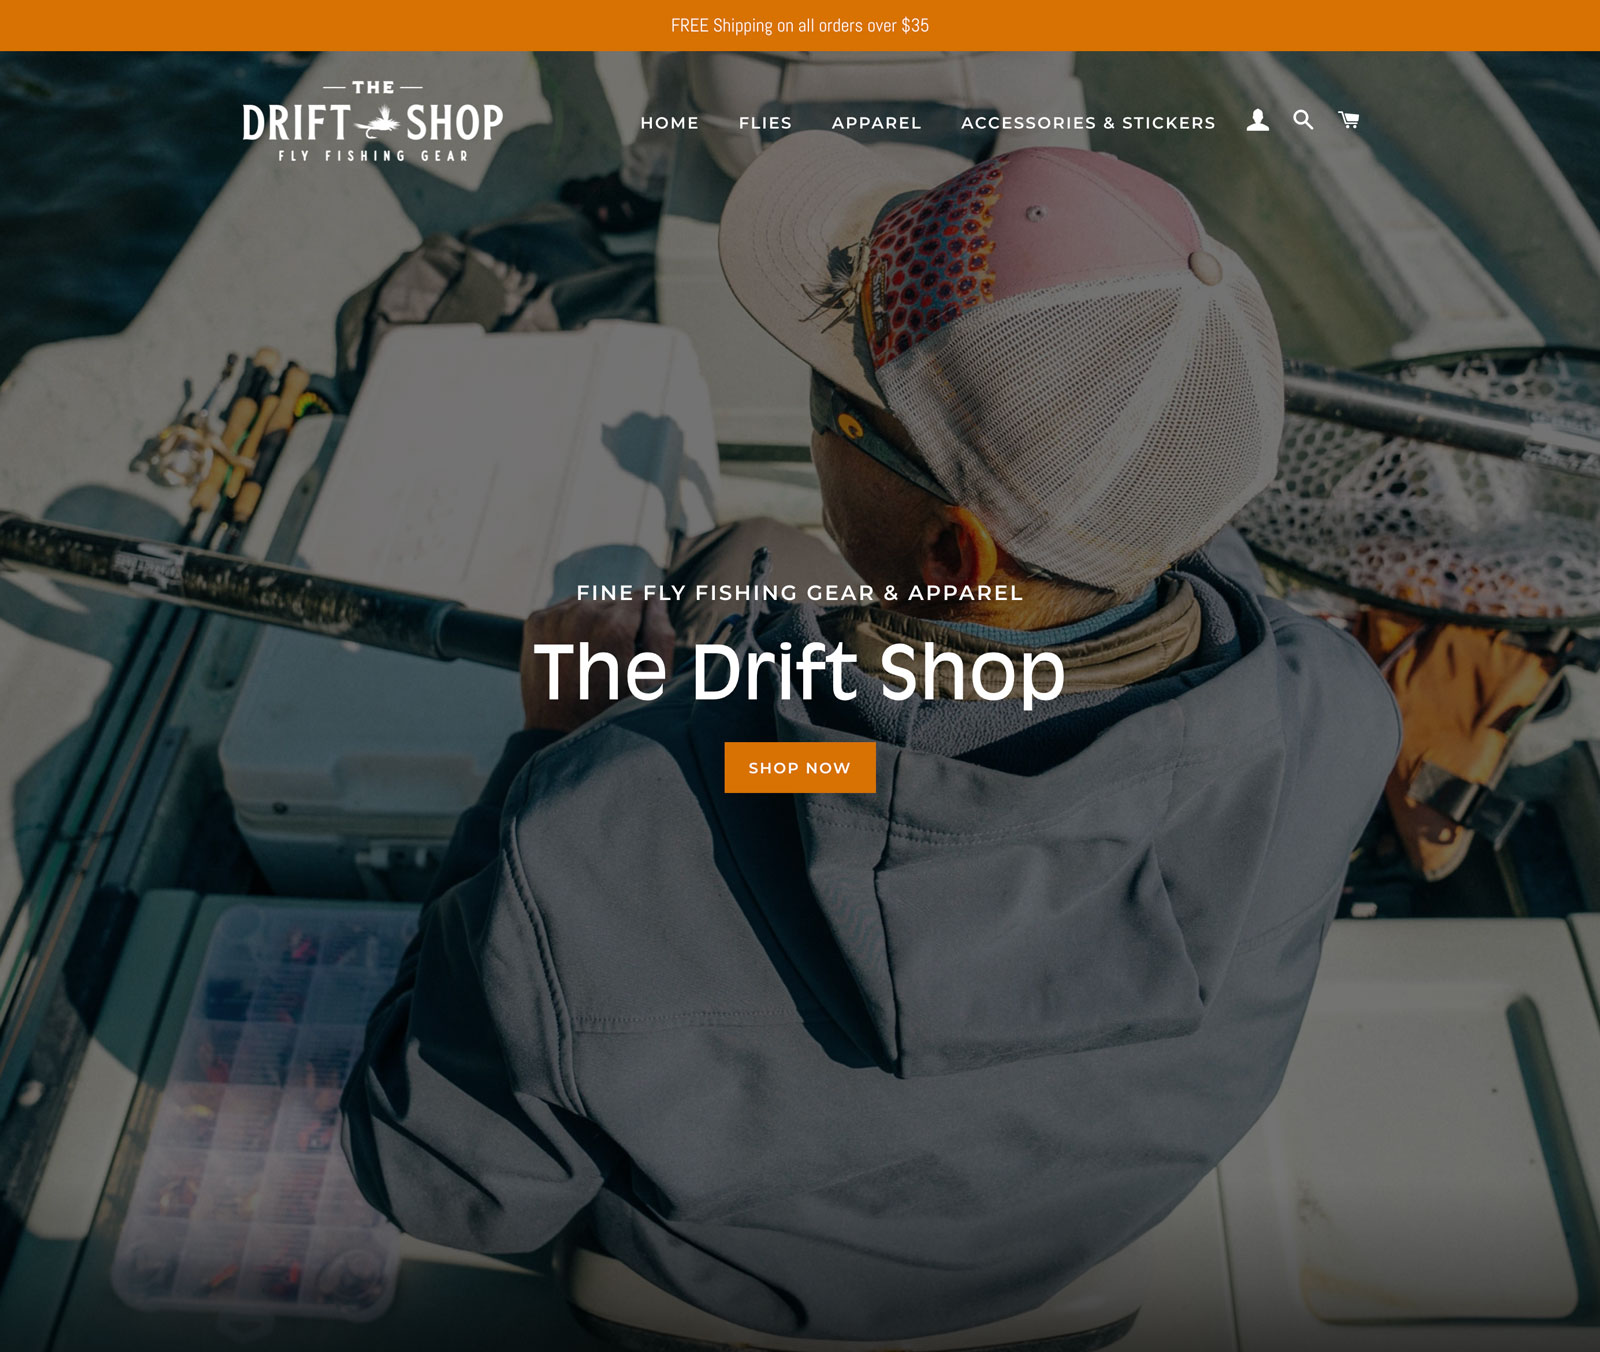 FREE Shipping on all orders over $35
THE
DRIFT SHOP
FLY FISHING GEAR
HOME FLIES APPAREL ACCESSORIES & STICKERS
FINE FLY FISHING GEAR & APPAREL
The Drift Shop
SHOP NOW